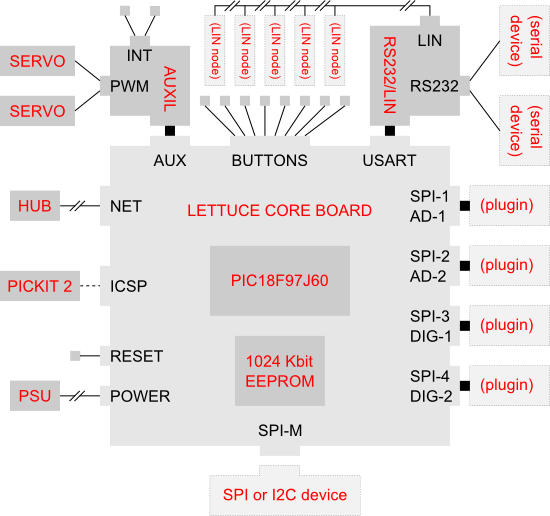 INT
PWM
AUXIL
SERVO
SERVO
(LIN node)
(LIN node)
(LIN node)
(LIN node)
(LIN node)
LIN
RS232
RS232/LIN
(serial
device)
(serial
device)
AUX
BUTTONS
USART
HUB
NET
LETTUCE CORE BOARD
SPI-1
AD-1
(plugin)
PICKIT 2
ICSP
PIC18F97J60
SPI-2
AD-2
(plugin)
SPI-3
DIG-1
(plugin)
RESET
1024 Kbit
EEPROM
PSU
POWER
SPI-4
DIG-2
(plugin)
SPI-M
SPI or I2C device